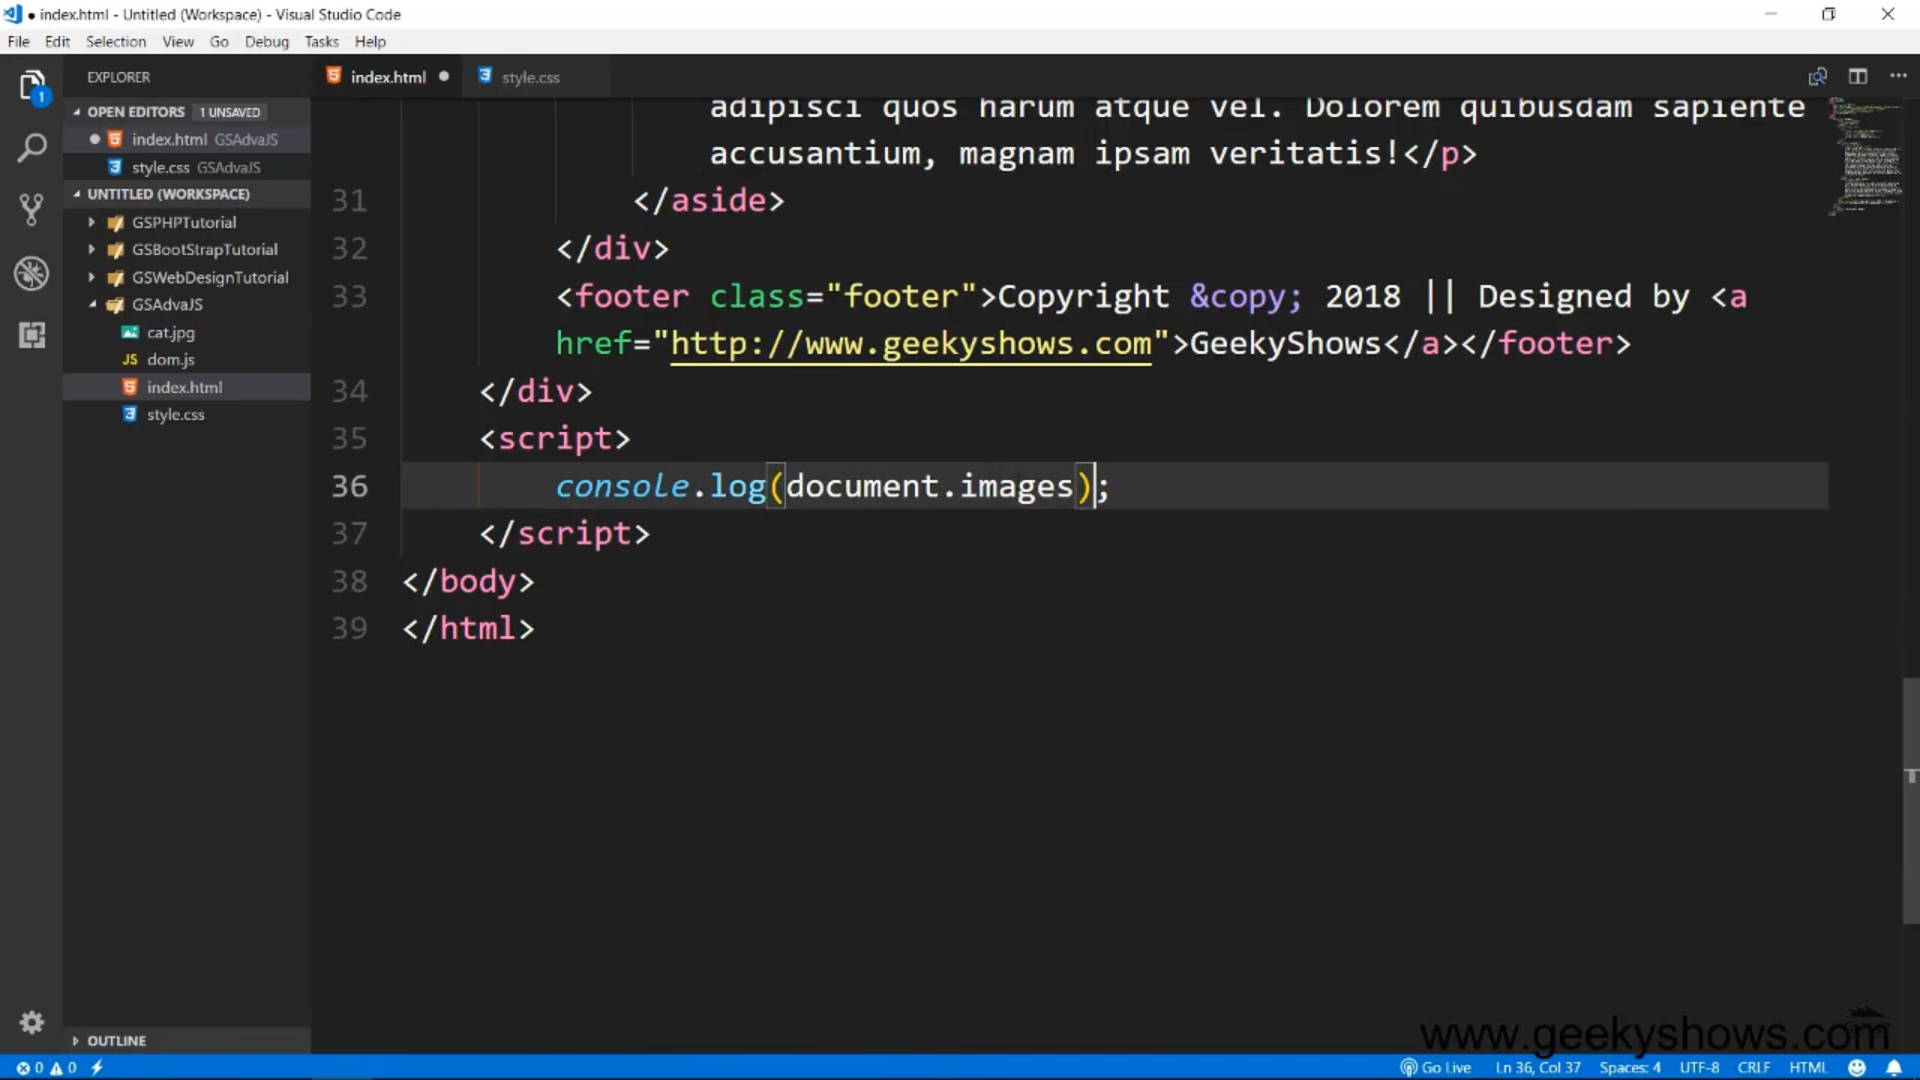 ● index.html - Untitled (Workspace) - Visual Studio Code
File Edit Selection View Go Debug Tasks Help
EXPLORER
OPEN EDITORS 1 UNSAVED
index.html GSAdvaJS
style.css GSAdvaJS
UNTITLED (WORKSPACE)
GSPHPTutorial
GSBootStrapTutorial
GSWebDesignTutorial
GSAdvaJS
cat.jpg
JS dom.js
index.html
style.css
OUTLINE
1
index.html ● style.css
adipisci quos harum atque vel. Dolorem quibusdam sapiente
accusantium, magnam ipsam veritatis!</p>
31 </aside>
32 </div>
33 <footer class="footer">Copyright &copy; 2018 || Designed by <a
href="http://www.geekyshows.com">GeekyShows</a></footer>
34 </div>
35 <script>
36 console.log(document.images);
37 </script>
38 </body>
39 </html>
www.geekyshows.com
0 0 Go Live Ln 36, Col 37 Spaces: 4 UTF-8 CRLF HTML